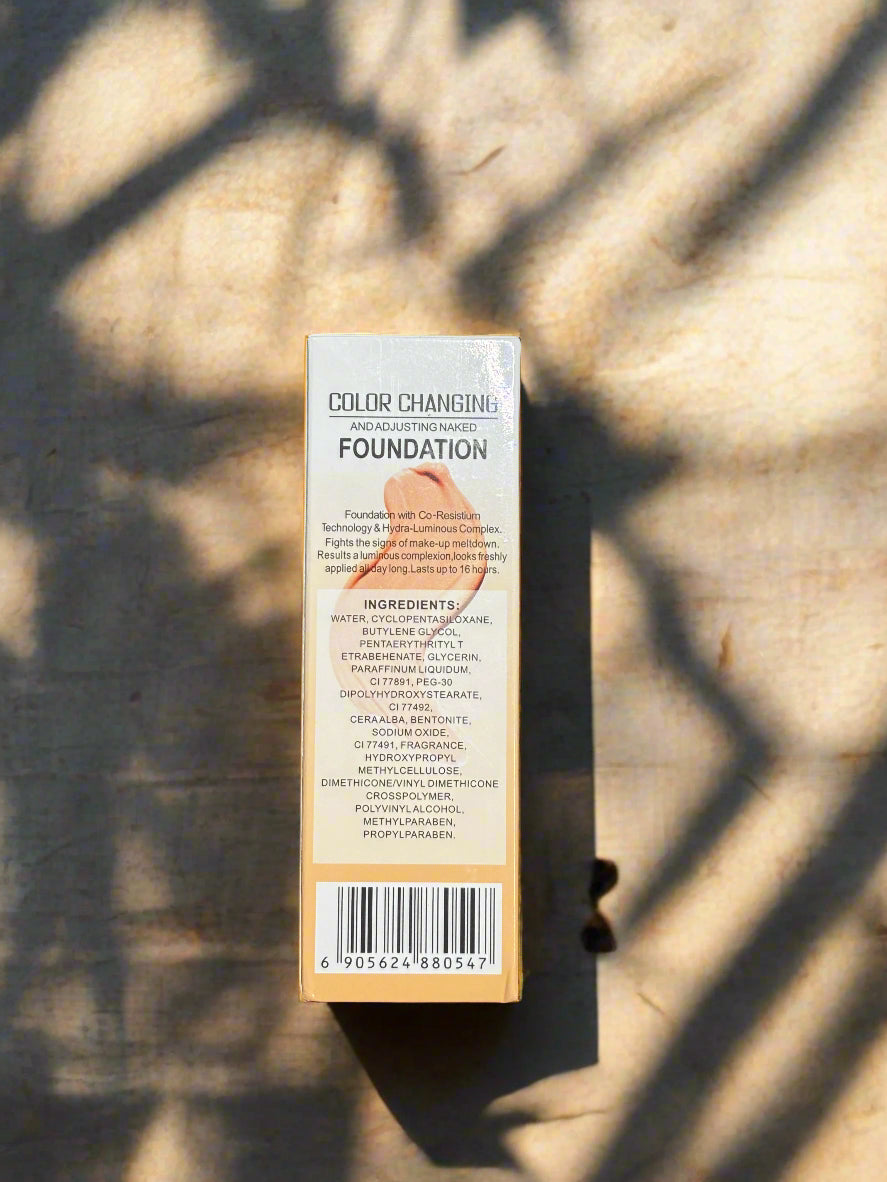 COLOR CHANGING
AND ADJUSTING NAKED
FOUNDATION
Foundation with Co-Resistium
Technology & Hydra-Luminous Complex.
Fights the signs of make-up meltdown.
Results a luminous complexion,looks freshly
applied all day long.Lasts up to 16 hours.
INGREDIENTS:
WATER, CYCLOPENTASILOXANE,
BUTYLENE GLYCOL,
PENTAERYTHRITYL T
ETRABEHENATE, GLYCERIN,
PARAFFINUM LIQUIDUM,
CI 77891, PEG-30
DIPOLYHYDROXYSTEARATE,
CI 77492,
CERA ALBA, BENTONITE,
SODIUM OXIDE,
CI 77491, FRAGRANCE,
HYDROXYPROPYL
METHYLCELLULOSE,
DIMETHICONE/VINYL DIMETHICONE
CROSSPOLYMER,
POLYVINYL ALCOHOL,
METHYLPARABEN,
PROPYLPARABEN.
6 905624 880547